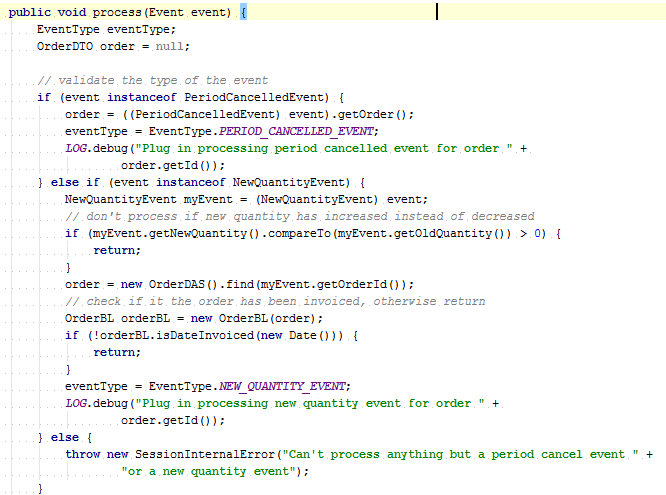 public void process(Event event) {
EventType eventType;
OrderDTO order = null;
// validate the type of the event
if (event instanceof PeriodCancelledEvent) {
order = ((PeriodCancelledEvent) event).getOrder();
eventType = EventType.PERIOD_CANCELLED_EVENT;
LOG.debug("Plug in processing period cancelled event for order " +
order.getId());
} else if (event instanceof NewQuantityEvent) {
NewQuantityEvent myEvent = (NewQuantityEvent) event;
// don't process if new quantity has increased instead of decreased
if (myEvent.getNewQuantity().compareTo(myEvent.getOldQuantity()) > 0) {
return;
}
order = new OrderDAS().find(myEvent.getOrderId());
// check if it the order has been invoiced, otherwise return
OrderBL orderBL = new OrderBL(order);
if (!orderBL.isDateInvoiced(new Date())) {
return;
}
eventType = EventType.NEW_QUANTITY_EVENT;
LOG.debug("Plug in processing new quantity event for order " +
order.getId());
} else {
throw new SessionInternalError("Can't process anything but a period cancel event " +
"or a new quantity event");
}